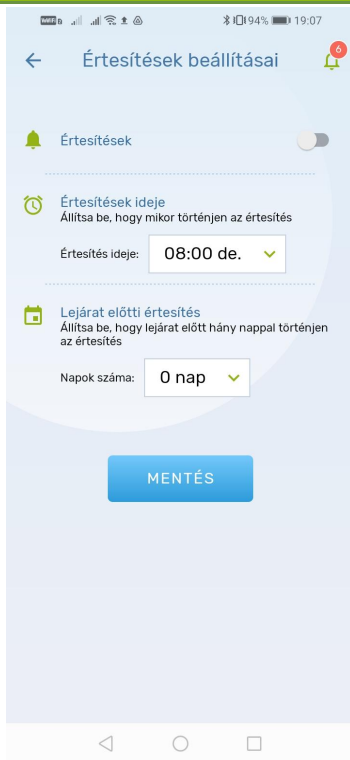 94% 19:07
Értesítések beállításai
6
Értesítések
Értesítések ideje
Állítsa be, hogy mikor történjen az értesítés
Értesítés ideje: 08:00 de.
Lejárat előtti értesítés
Állítsa be, hogy lejárat előtt hány nappal történjen
az értesítés
Napok száma: 0 nap
MENTÉS